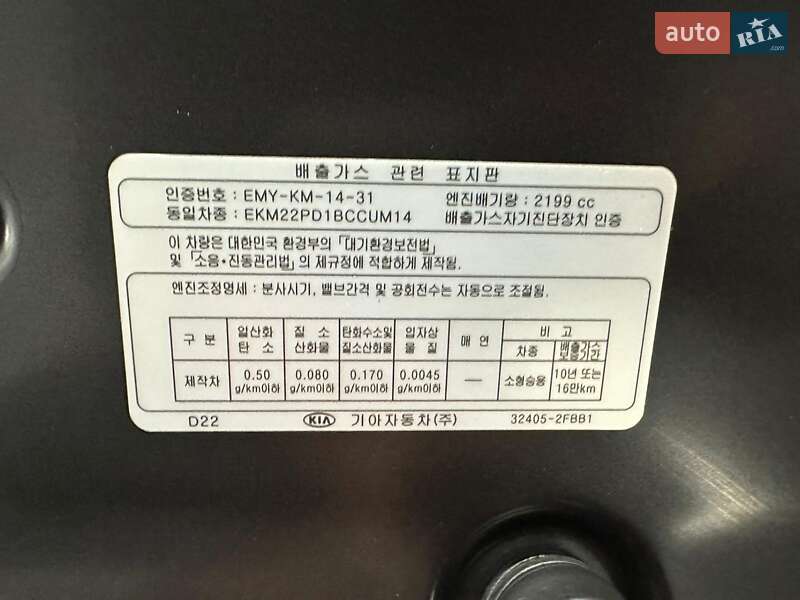 auto RIA.com
배출가스 관련 표지판
인증번호 : EMY-KM-14-31 엔진배기량 : 2199 cc
동일차종 : EKM22PD1BCCUM14 배출가스자기진단장치 인증
이 차량은 대한민국 환경부의 「대기환경보전법」
및 「소음·진동관리법」의 제규정에 적합하게 제작됨.
엔진조정명세 : 분사시기, 밸브간격 및 공회전수는 자동으로 조절됨.
구 분 일산화 탄 소 질 소 산화물 탄화수소및 질소산화물 입자상 물 질 매 연 비 고
차종 배출가스 보증기간
제작차 0.50 g/km이하 0.080 g/km이하 0.170 g/km이하 0.0045 g/km이하 — 소형승용 10년 또는 16만km
D22 KIA 기아자동차(주) 32405-2FBB1